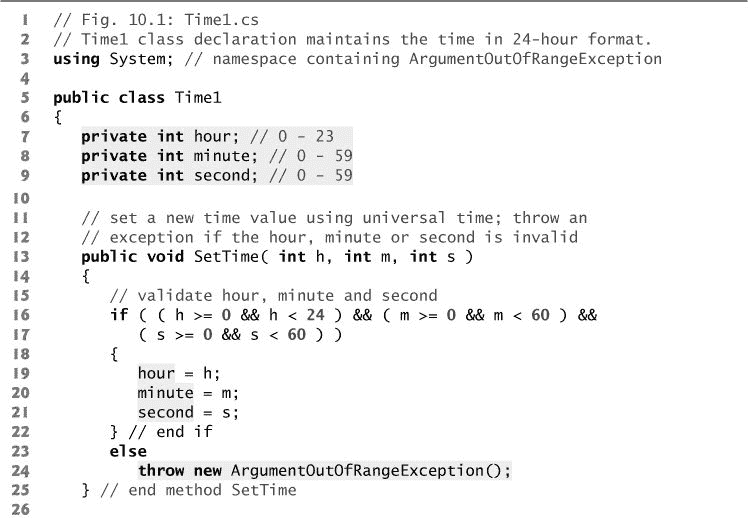 1 // Fig. 10.1: Time1.cs
2 // Time1 class declaration maintains the time in 24-hour format.
3 using System; // namespace containing ArgumentOutOfRangeException
4
5 public class Time1
6 {
7 private int hour; // 0 - 23
8 private int minute; // 0 - 59
9 private int second; // 0 - 59
10
11 // set a new time value using universal time; throw an
12 // exception if the hour, minute or second is invalid
13 public void SetTime( int h, int m, int s )
14 {
15 // validate hour, minute and second
16 if ( ( h >= 0 && h < 24 ) && ( m >= 0 && m < 60 ) &&
17 ( s >= 0 && s < 60 ) )
18 {
19 hour = h;
20 minute = m;
21 second = s;
22 } // end if
23 else
24 throw new ArgumentOutOfRangeException();
25 } // end method SetTime
26